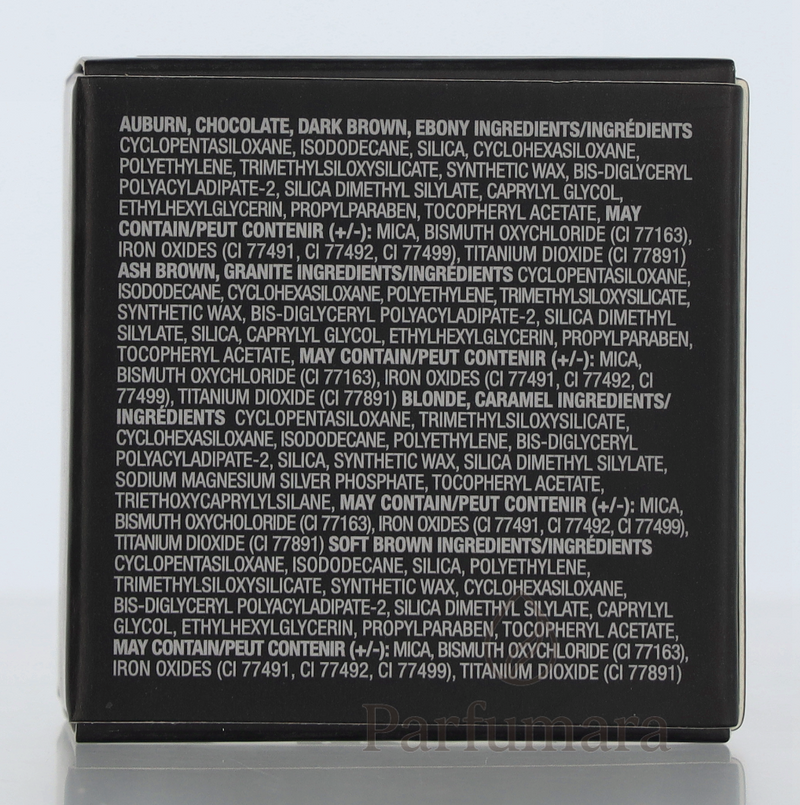 AUBURN, CHOCOLATE, DARK BROWN, EBONY INGREDIENTS/INGRÉDIENTS
CYCLOPENTASILOXANE, ISODODECANE, SILICA, CYCLOHEXASILOXANE,
POLYETHYLENE, TRIMETHYLSILOXYSILICATE, SYNTHETIC WAX, BIS-DIGLYCERYL
POLYACYLADIPATE-2, SILICA DIMETHYL SILYLATE, CAPRYLYL GLYCOL,
ETHYLHEXYLGLYCERIN, PROPYLPARABEN, TOCOPHERYL ACETATE, MAY
CONTAIN/PEUT CONTENIR (+/-): MICA, BISMUTH OXYCHLORIDE (CI 77163),
IRON OXIDES (CI 77491, CI 77492, CI 77499), TITANIUM DIOXIDE (CI 77891)
ASH BROWN, GRANITE INGREDIENTS/INGRÉDIENTS CYCLOPENTASILOXANE,
ISODODECANE, CYCLOHEXASILOXANE, POLYETHYLENE, TRIMETHYLSILOXYSILICATE,
SYNTHETIC WAX, BIS-DIGLYCERYL POLYACYLADIPATE-2, SILICA DIMETHYL
SILYLATE, SILICA, CAPRYLYL GLYCOL, ETHYLHEXYLGLYCERIN, PROPYLPARABEN,
TOCOPHERYL ACETATE, MAY CONTAIN/PEUT CONTENIR (+/-): MICA,
BISMUTH OXYCHLORIDE (CI 77163), IRON OXIDES (CI 77491, CI 77492, CI
77499), TITANIUM DIOXIDE (CI 77891) BLONDE, CARAMEL INGREDIENTS/
INGRÉDIENTS CYCLOPENTASILOXANE, TRIMETHYLSILOXYSILICATE,
CYCLOHEXASILOXANE, ISODODECANE, POLYETHYLENE, BIS-DIGLYCERYL
POLYACYLADIPATE-2, SILICA, SYNTHETIC WAX, SILICA DIMETHYL SILYLATE,
SODIUM MAGNESIUM SILVER PHOSPHATE, TOCOPHERYL ACETATE,
TRIETHOXYCAPRYLYLSILANE, MAY CONTAIN/PEUT CONTENIR (+/-): MICA,
BISMUTH OXYCHOLORIDE (CI 77163), IRON OXIDES (CI 77491, CI 77492, CI 77499),
TITANIUM DIOXIDE (CI 77891) SOFT BROWN INGREDIENTS/INGRÉDIENTS
CYCLOPENTASILOXANE, ISODODECANE, SILICA, POLYETHYLENE,
TRIMETHYLSILOXYSILICATE, SYNTHETIC WAX, CYCLOHEXASILOXANE,
BIS-DIGLYCERYL POLYACYLADIPATE-2, SILICA DIMETHYL SILYLATE, CAPRYLYL
GLYCOL, ETHYLHEXYLGLYCERIN, PROPYLPARABEN, TOCOPHERYL ACETATE,
MAY CONTAIN/PEUT CONTENIR (+/-): MICA, BISMUTH OXYCHLORIDE (CI 77163),
IRON OXIDES (CI 77491, CI 77492, CI 77499), TITANIUM DIOXIDE (CI 77891)
Parfumara